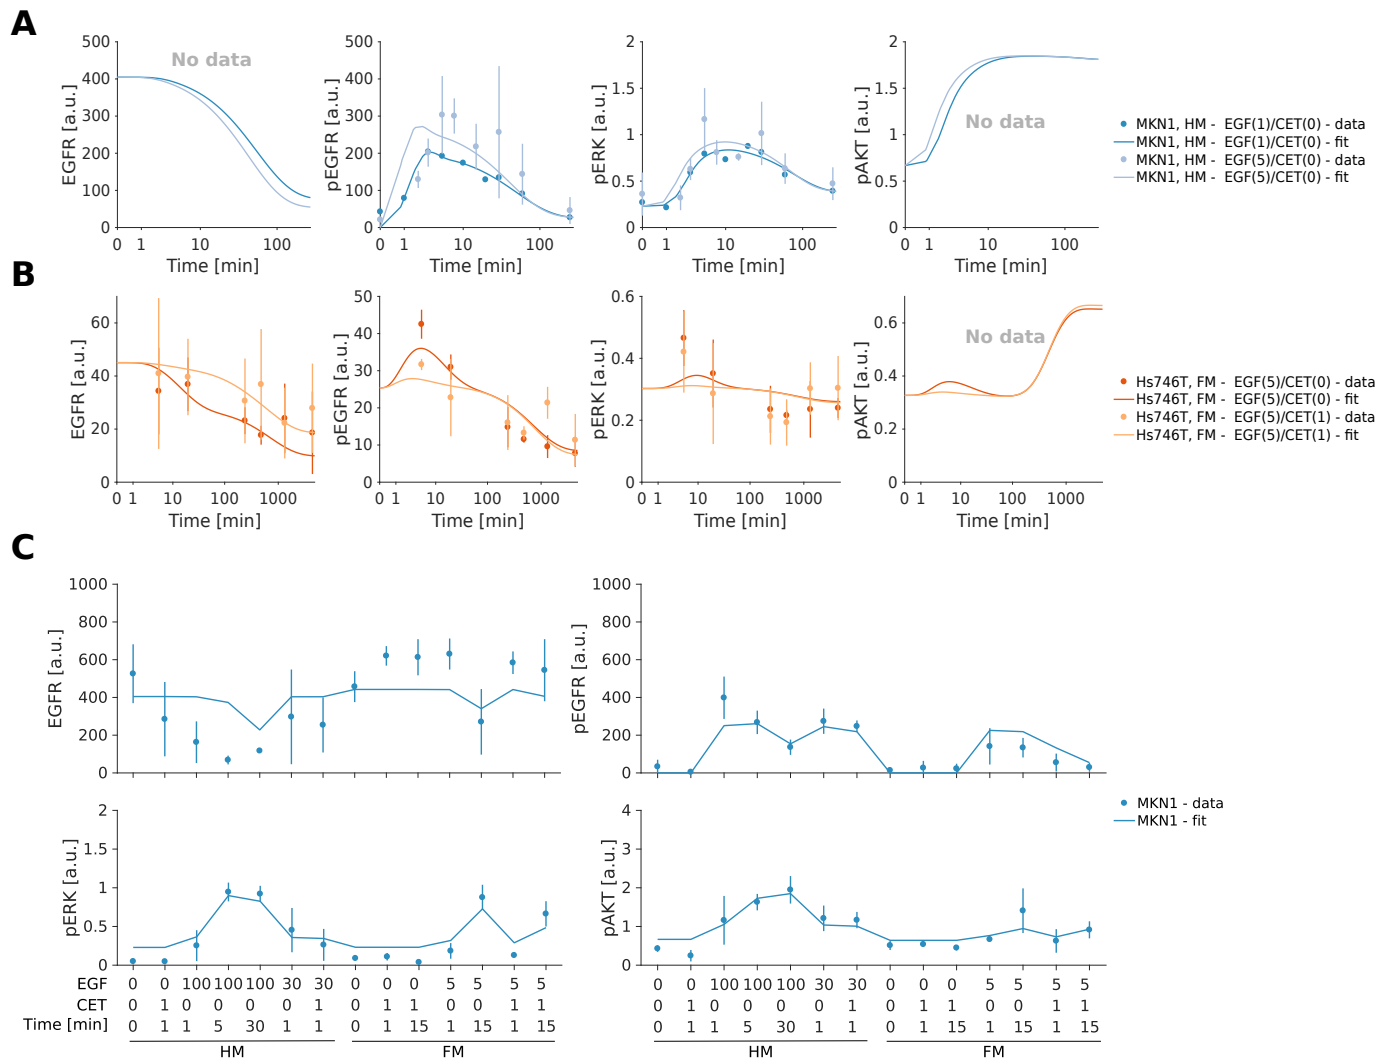 A
500
400
300
200
100
0
EGFR [a.u.]
No data
0 1 10 100
Time [min]
500
400
300
200
100
0
pEGFR [a.u.]
0 1 10 100
Time [min]
2
1.5
1
0.5
0
pERK [a.u.]
0 1 10 100
Time [min]
2
1.5
1
0.5
0
pAKT [a.u.]
No data
0 1 10 100
Time [min]
MKN1, HM - EGF(1)/CET(0) - data
MKN1, HM - EGF(1)/CET(0) - fit
MKN1, HM - EGF(5)/CET(0) - data
MKN1, HM - EGF(5)/CET(0) - fit
B
60
40
20
0
EGFR [a.u.]
0 1 10 100 1000
Time [min]
50
40
30
20
10
0
pEGFR [a.u.]
0 1 10 100 1000
Time [min]
0.6
0.4
0.2
0
pERK [a.u.]
0 1 10 100 1000
Time [min]
0.6
0.4
0.2
0
pAKT [a.u.]
No data
0 1 10 100 1000
Time [min]
Hs746T, FM - EGF(5)/CET(0) - data
Hs746T, FM - EGF(5)/CET(0) - fit
Hs746T, FM - EGF(5)/CET(1) - data
Hs746T, FM - EGF(5)/CET(1) - fit
C
1000
800
600
400
200
0
EGFR [a.u.]
1000
800
600
400
200
0
pEGFR [a.u.]
MKN1 - data
MKN1 - fit
2
1.5
1
0.5
0
pERK [a.u.]
4
3
2
1
0
pAKT [a.u.]
EGF 0 0 100 100 100 30 30 0 0 0 5 5 5 5 0 0 100 100 100 30 30 0 0 0 5 5 5 5
CET 0 1 0 0 0 0 1 0 1 1 0 0 1 1 0 1 0 0 0 0 1 0 1 1 0 0 1 1
Time [min] 0 1 1 5 30 1 1 0 1 15 1 15 1 15 0 1 1 5 30 1 1 0 1 15 1 15 1 15
HM FM HM FM